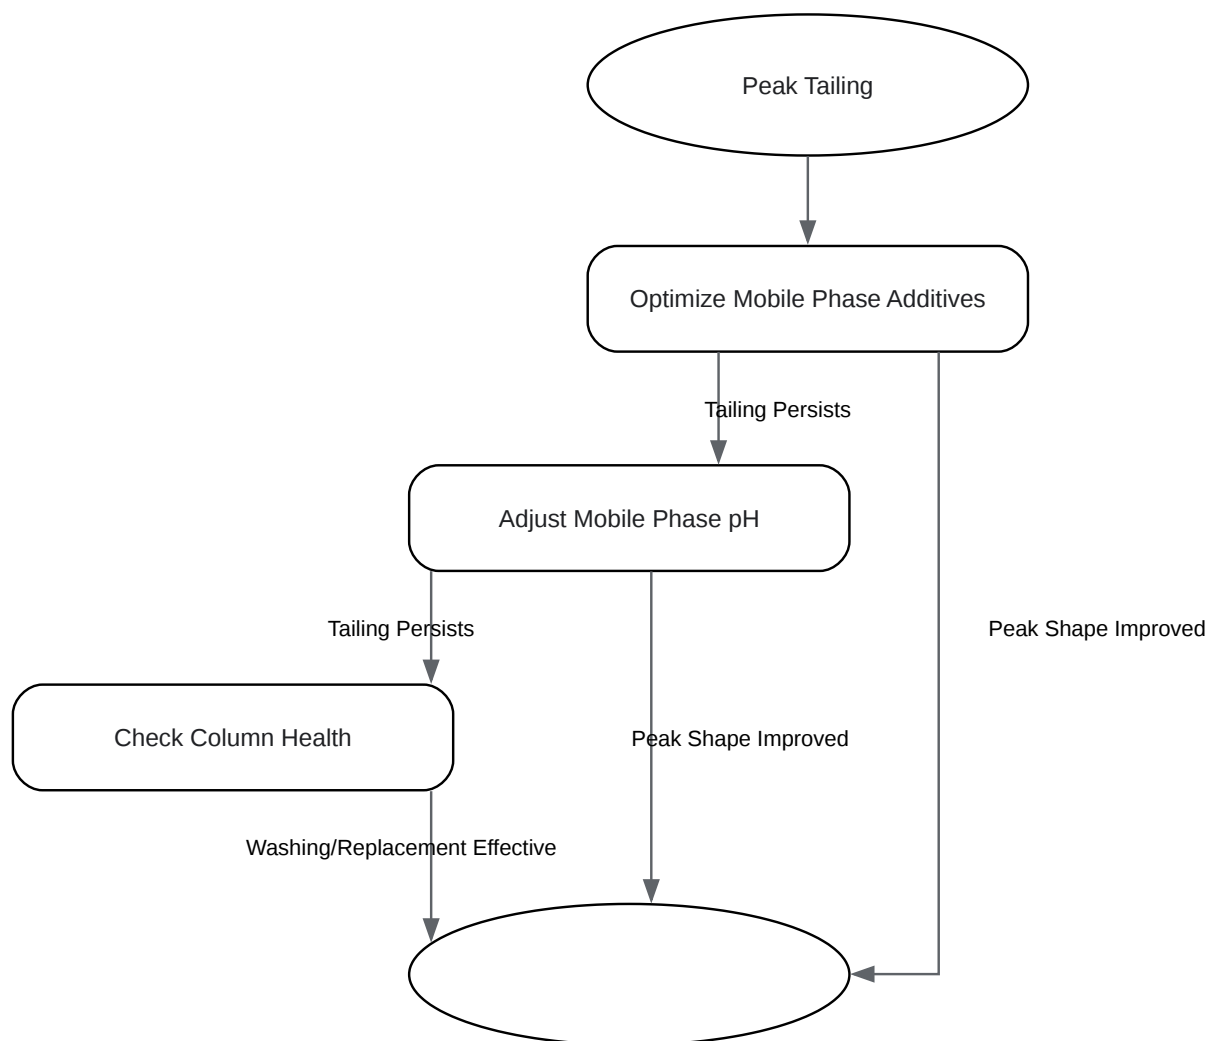 Peak Tailing
Optimize Mobile Phase Additives
Tailing Persists
Adjust Mobile Phase pH
Tailing Persists
Peak Shape Improved
Check Column Health
Peak Shape Improved
Washing/Replacement Effective